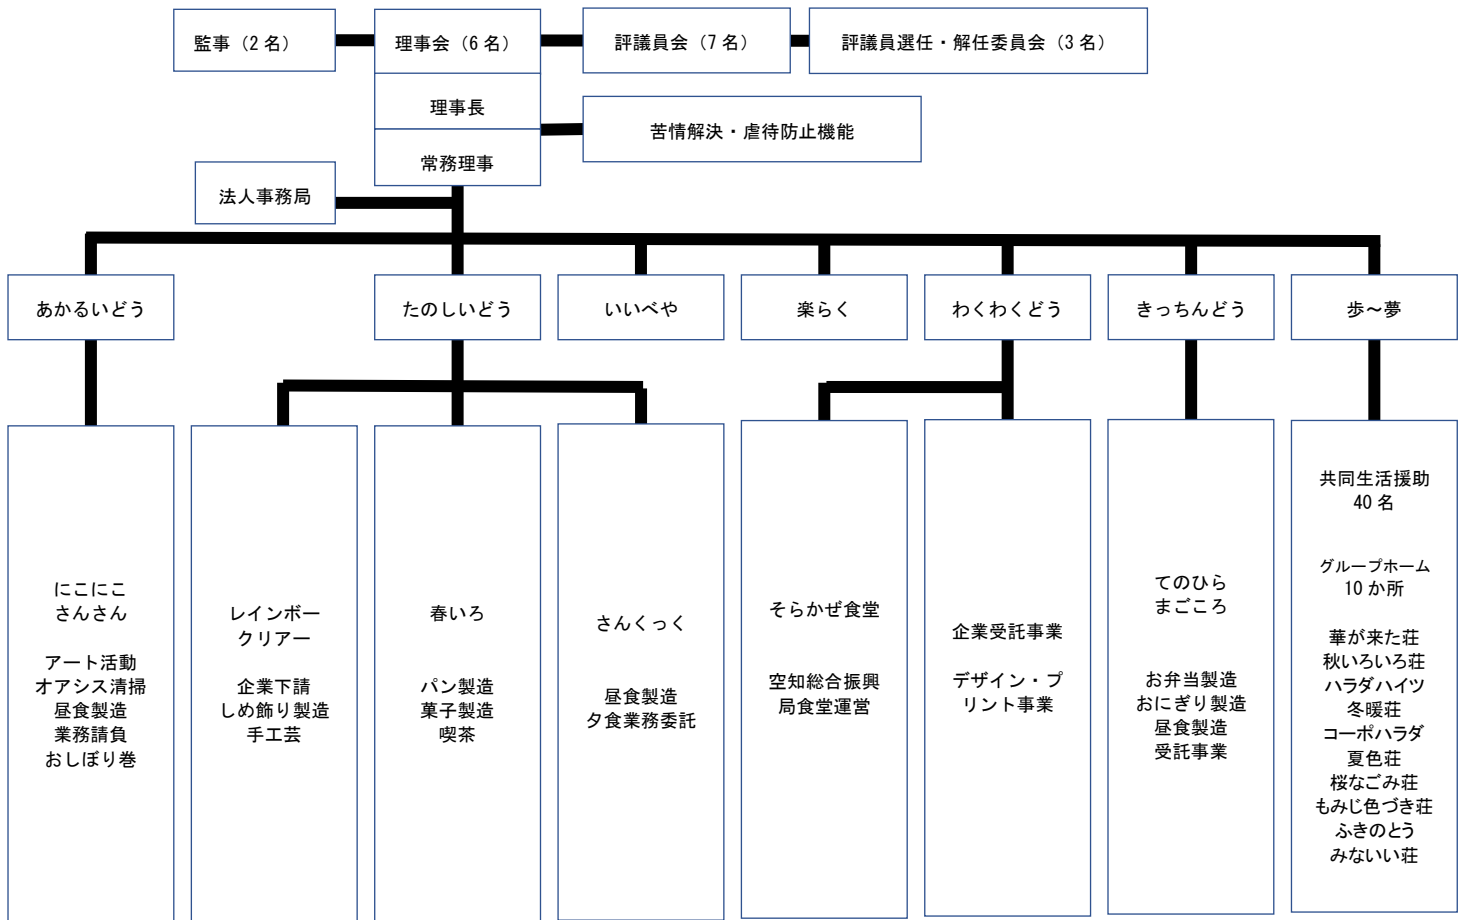 監事（2 名）
理事会（6 名）
評議員会（7 名）
評議員選任・解任委員会（3 名）
理事長
苦情解決・虐待防止機能
常務理事
法人事務局
あかるいどう
たのしいどう
いいべや
楽らく
わくわくどう
きっちんどう
歩～夢
にこにこ
さんさん
アート活動
オアシス清掃
昼食製造
業務請負
おしぼり巻
レインボー
クリアー
企業下請
しめ飾り製造
手工芸
春いろ
パン製造
菓子製造
喫茶
さんくっく
昼食製造
夕食業務委託
そらかぜ食堂
空知総合振興
局食堂運営
企業受託事業
デザイン・プ
リント事業
てのひら
まごころ
お弁当製造
おにぎり製造
昼食製造
受託事業
共同生活援助
40 名
グループホーム
10 か所
華が来た荘
秋いろいろ荘
ハラダハイツ
冬暖荘
コーポハラダ
夏色荘
桜なごみ荘
もみじ色づき荘
ふきのとう
みないい荘